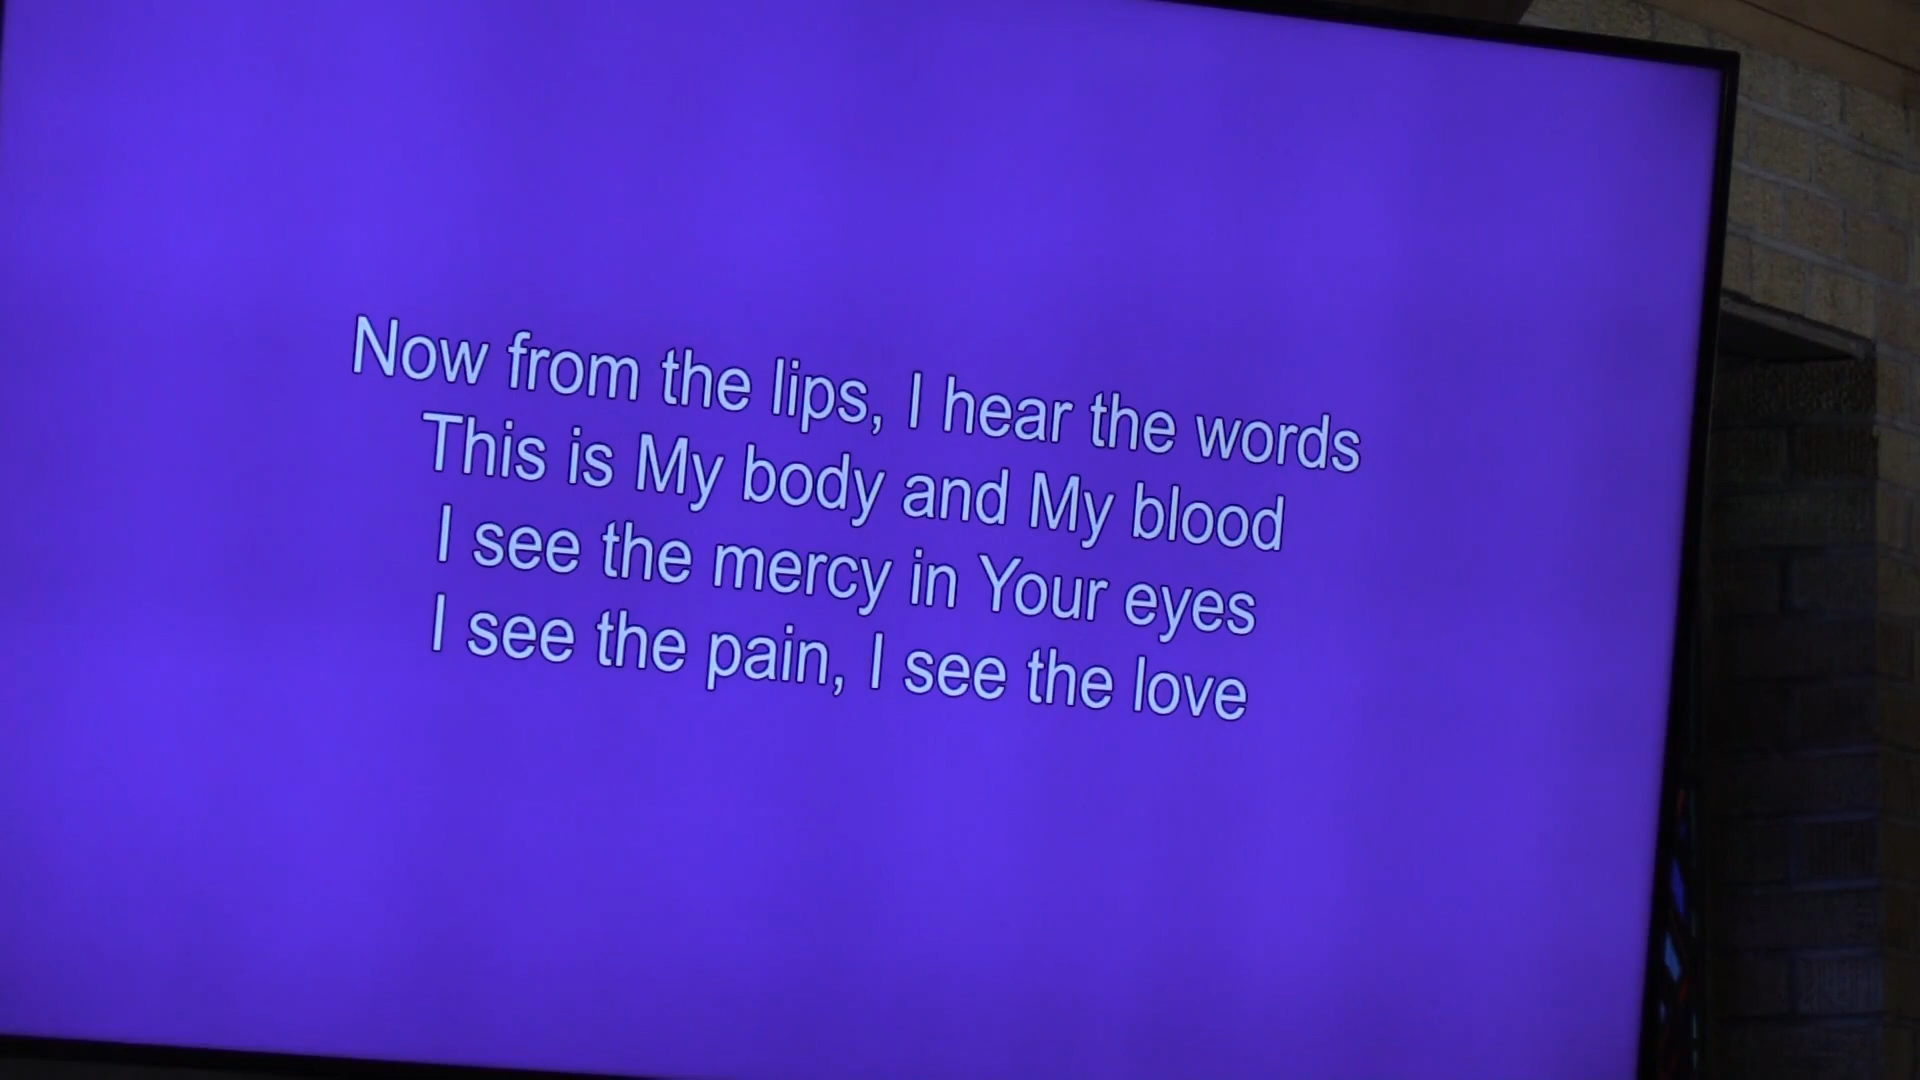 Now from the lips, I hear the words
This is My body and My blood
I see the mercy in Your eyes
I see the pain, I see the love